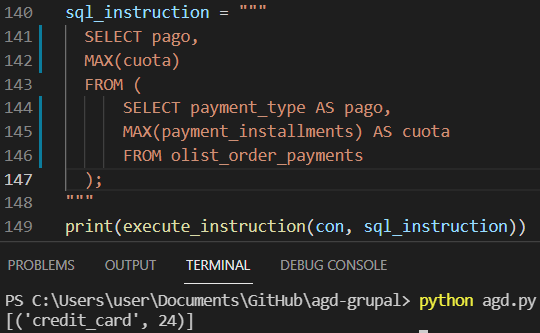 140 sql_instruction = """
141 SELECT pago,
142 MAX(cuota)
143 FROM (
144 SELECT payment_type AS pago,
145 MAX(payment_installments) AS cuota
146 FROM olist_order_payments
147 );
148 """
149 print(execute_instruction(con, sql_instruction))
PROBLEMS OUTPUT TERMINAL DEBUG CONSOLE
PS C:\Users\user\Documents\GitHub\agd-grupal> python agd.py
[('credit_card', 24)]